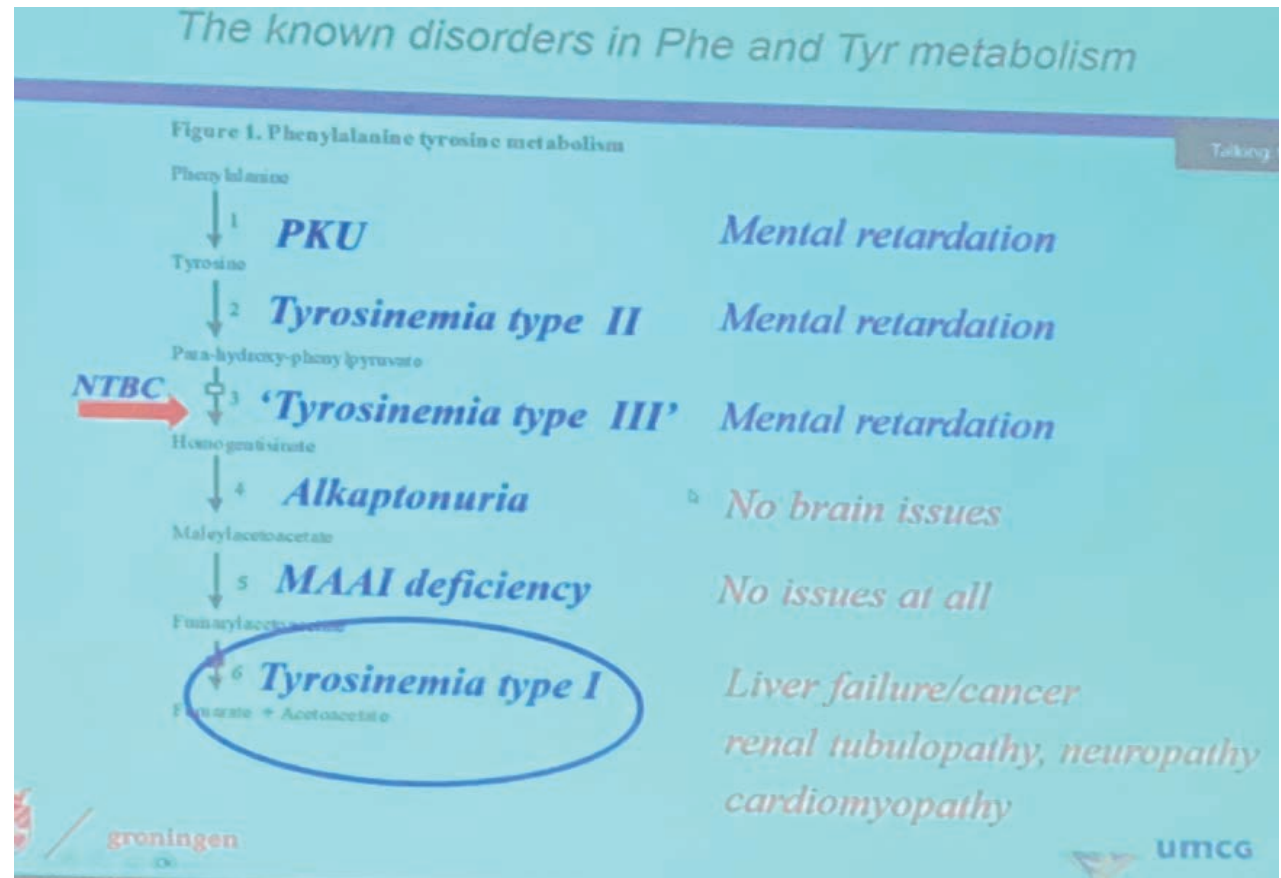 The known disorders in Phe and Tyr metabolism
Figure 1. Phenylalanine tyrosine metabolism
Talking:
Phenylalanine
1 PKU Mental retardation
Tyrosine
2 Tyrosinemia type II Mental retardation
Para-hydroxy-phenylpyruvate
NTBC 3 ‘Tyrosinemia type III’ Mental retardation
Homogentisinate
4 Alkaptonuria No brain issues
Maleylacetoacetate
5 MAAI deficiency No issues at all
Fumarylacetoacetate
6 Tyrosinemia type I Liver failure/cancer
Fumarate + Acetoacetate
renal tubulopathy, neuropathy
cardiomyopathy
groningen
umcg